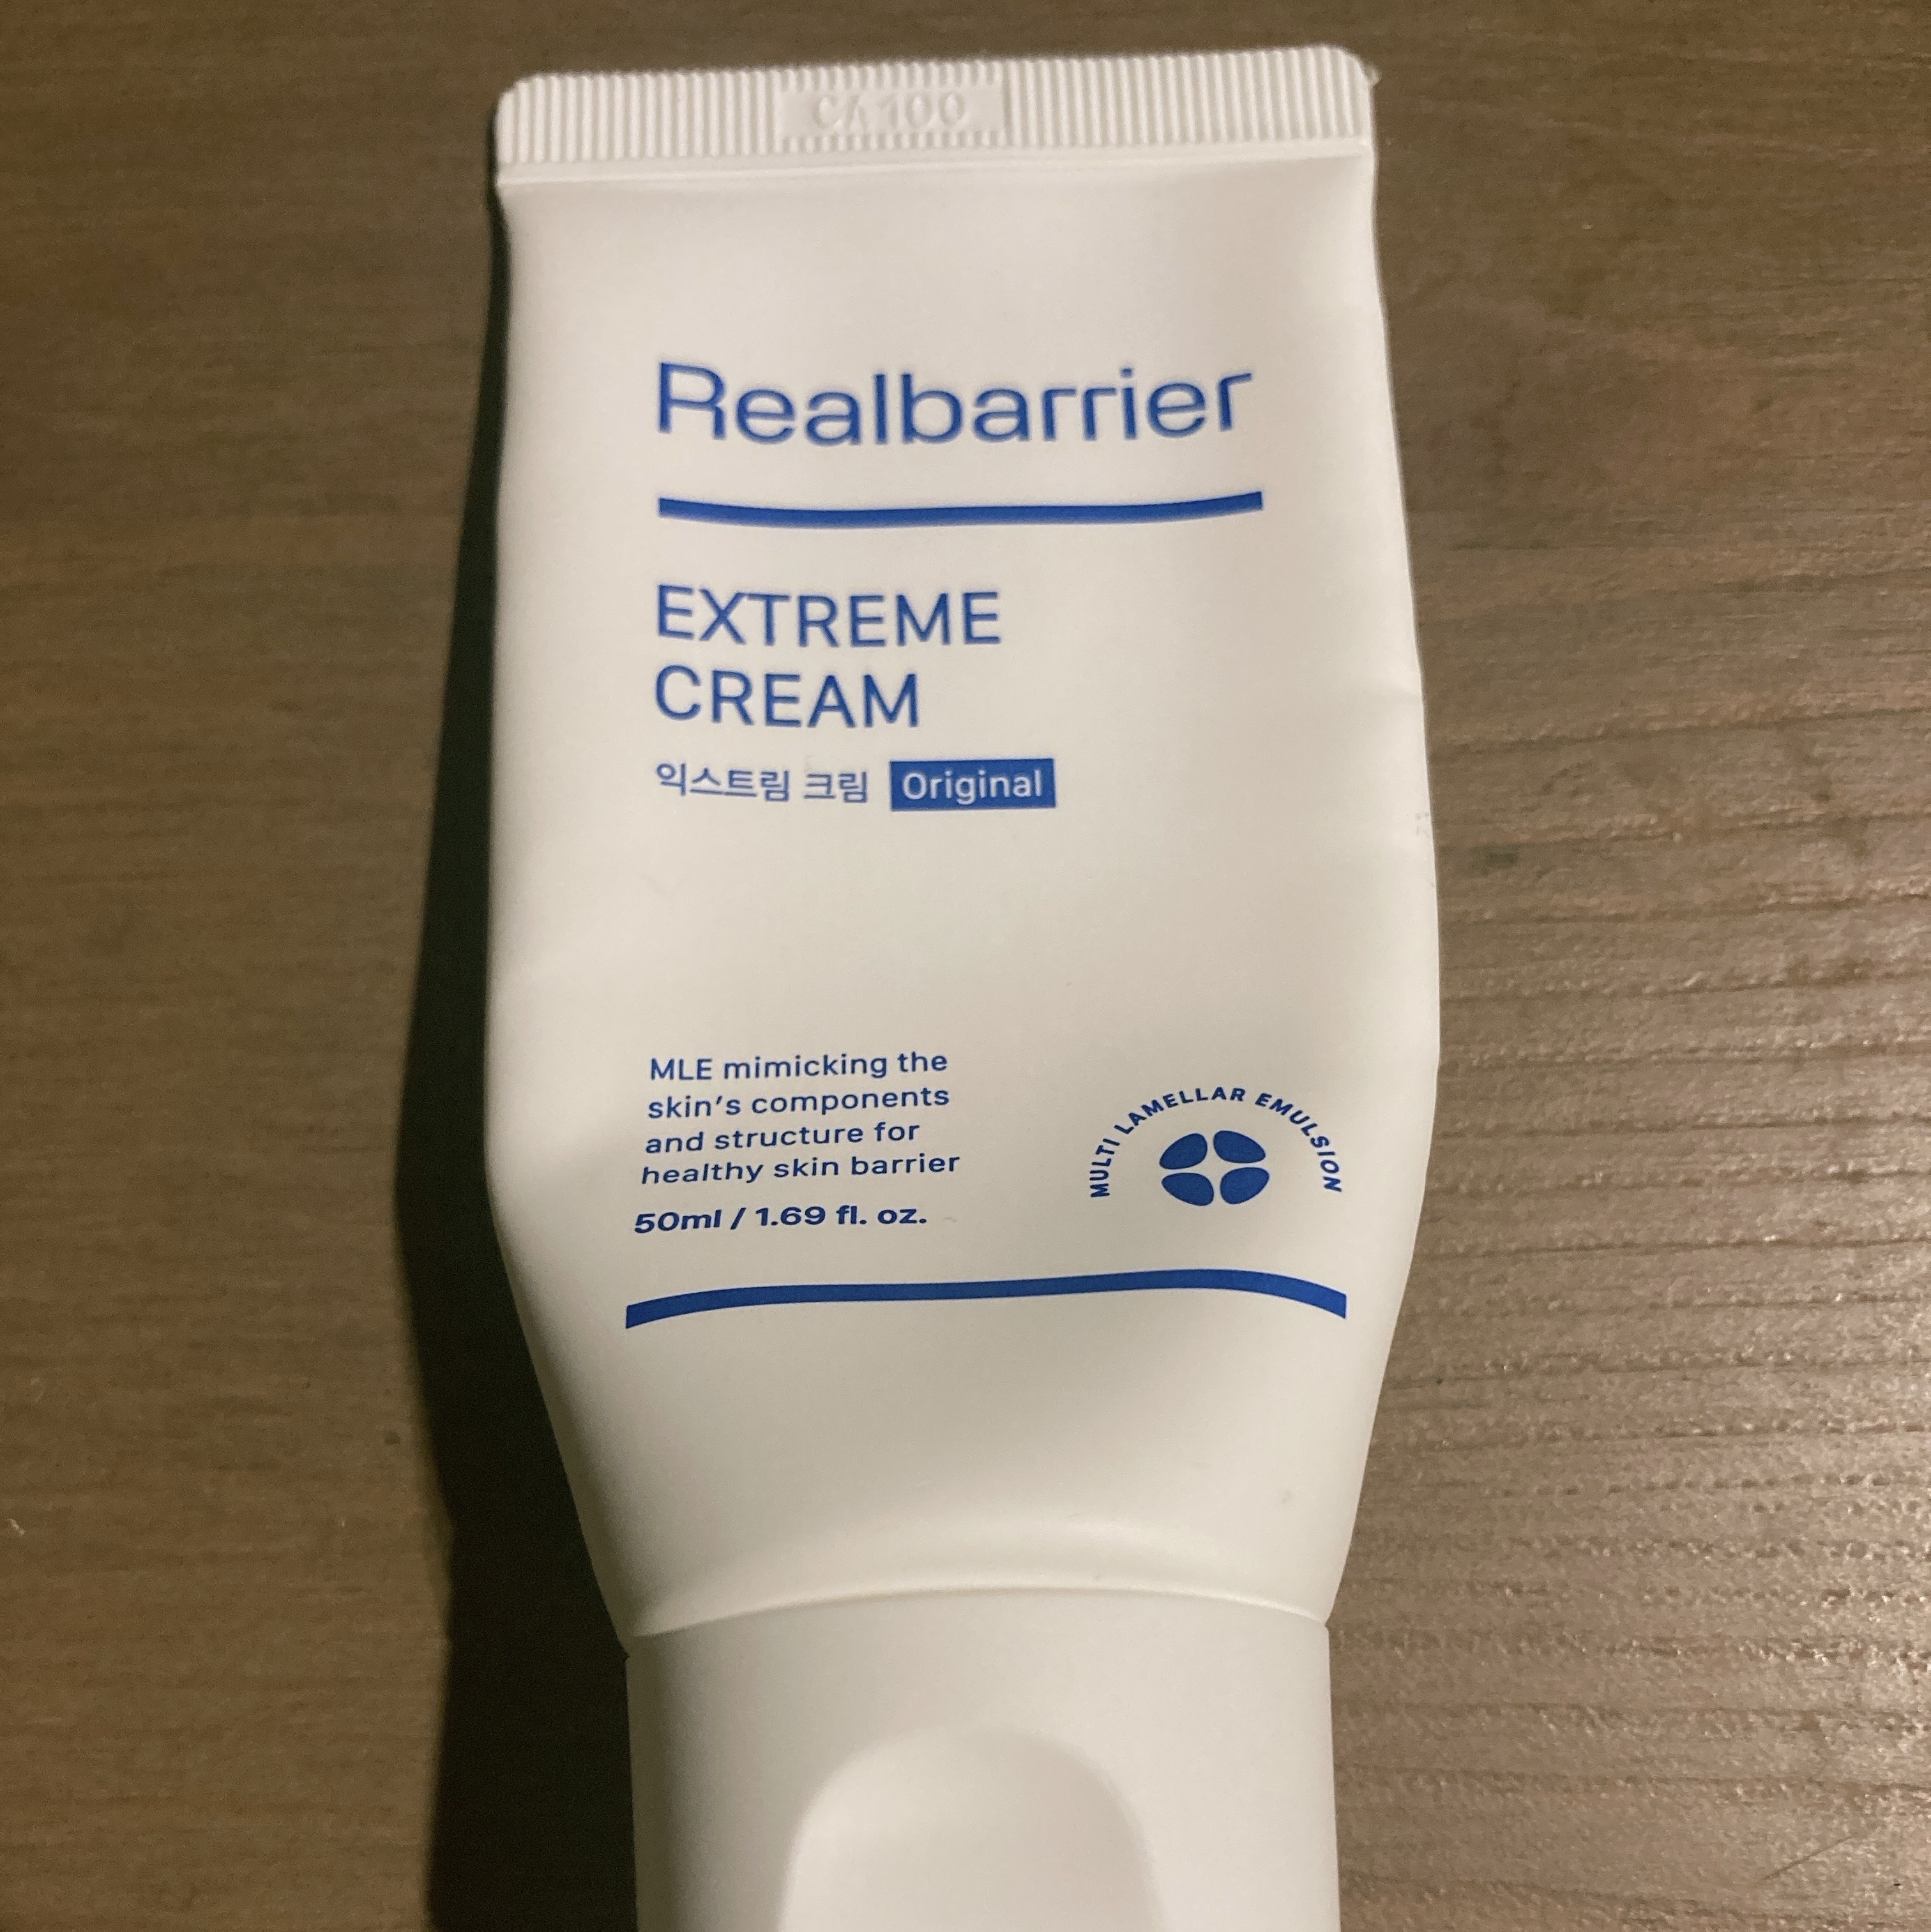 CA100
Realbarrier
EXTREME
CREAM
익스트림 크림 Original
MLE mimicking the
skin's components
and structure for
healthy skin barrier
50ml / 1.69 fl. oz.
MULTI LAMELLAR EMULSION